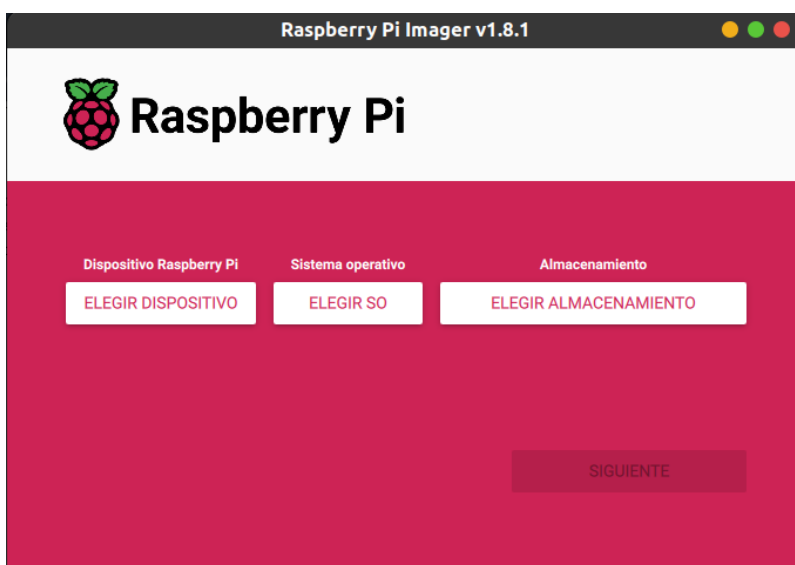 Raspberry Pi Imager v1.8.1
Raspberry Pi
Dispositivo Raspberry Pi Sistema operativo Almacenamiento
ELEGIR DISPOSITIVO ELEGIR SO ELEGIR ALMACENAMIENTO
SIGUIENTE